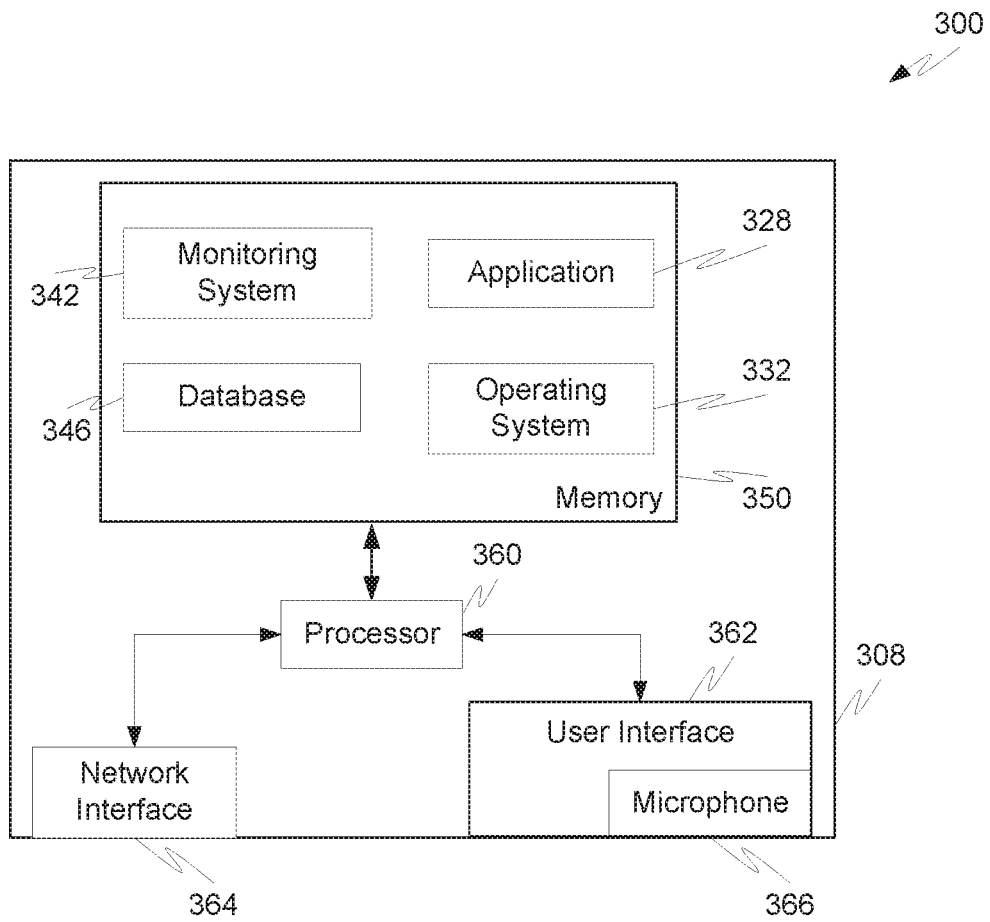 300
Monitoring
System
342
Application
328
Database
346
Operating
System
332
Memory
350
360
Processor
362
308
User Interface
Network
Interface
Microphone
364
366